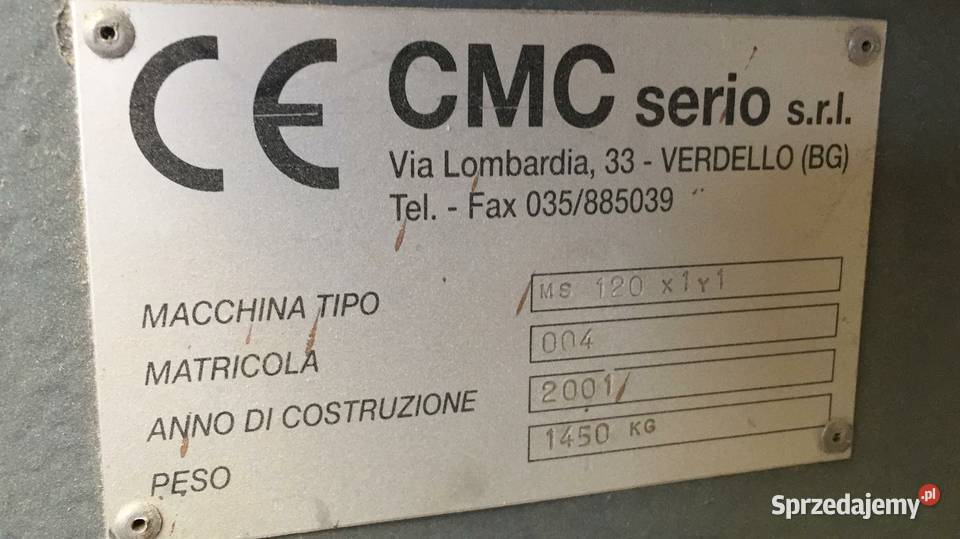 CE CMC serio s.r.l.
Via Lombardia, 33 - VERDELLO (BG)
Tel. - Fax 035/885039
MACCHINA TIPO MS 120 x1Y1
MATRICOLA 004
ANNO DI COSTRUZIONE 2001
PESO 1450 KG
Sprzedajemy.pl